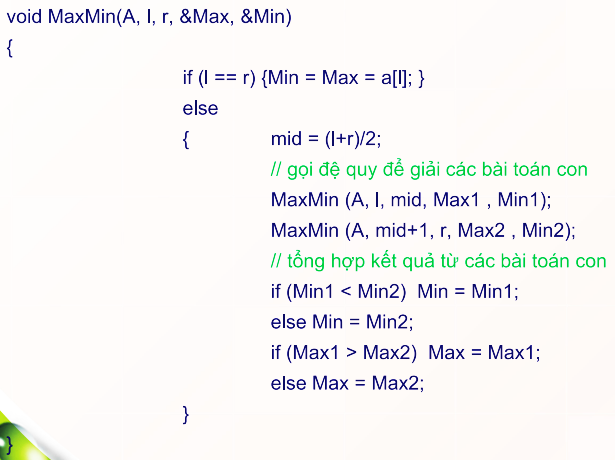 void MaxMin(A, l, r, &Max, &Min)
{
if (l == r) {Min = Max = a[l]; }
else
{ mid = (l+r)/2;
// gọi đệ quy để giải các bài toán con
MaxMin (A, l, mid, Max1 , Min1);
MaxMin (A, mid+1, r, Max2 , Min2);
// tổng hợp kết quả từ các bài toán con
if (Min1 < Min2) Min = Min1;
else Min = Min2;
if (Max1 > Max2) Max = Max1;
else Max = Max2;
}
}